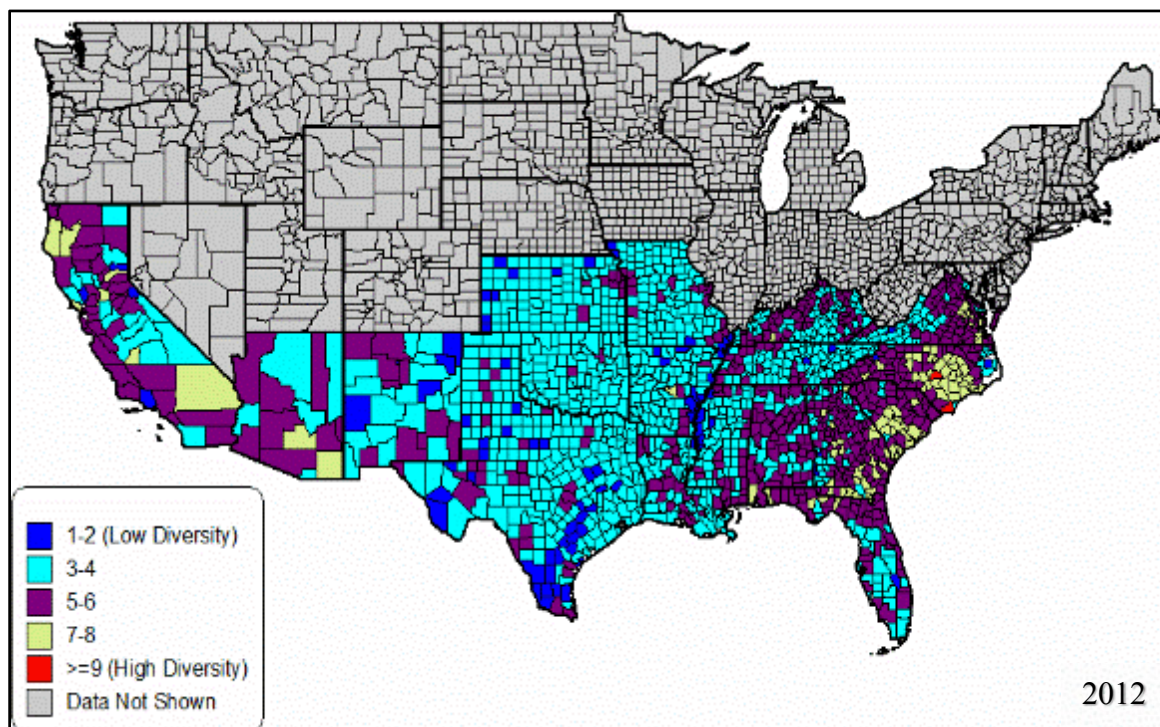 1-2 (Low Diversity)
3-4
5-6
7-8
>=9 (High Diversity)
Data Not Shown
2012